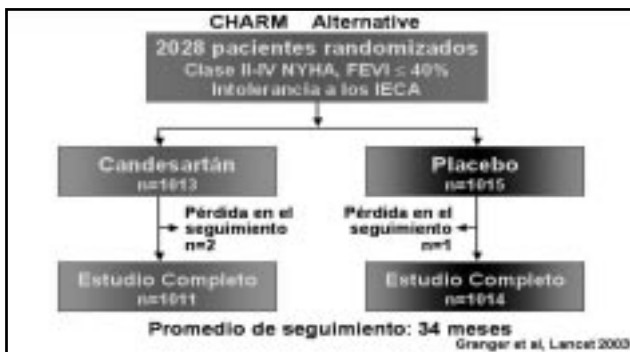 CHARM Alternative
2028 pacientes randomizados
Clase II-IV NYHA, FEVI ≤ 40%
Intolerancia a los IECA
Candesartán
n=1013
Placebo
n=1015
Pérdida en el
seguimiento
n=2
Pérdida en el
seguimiento
n=1
Estudio Completo
n=1011
Estudio Completo
n=1014
Promedio de seguimiento: 34 meses
Granger et al, Lancet 2003